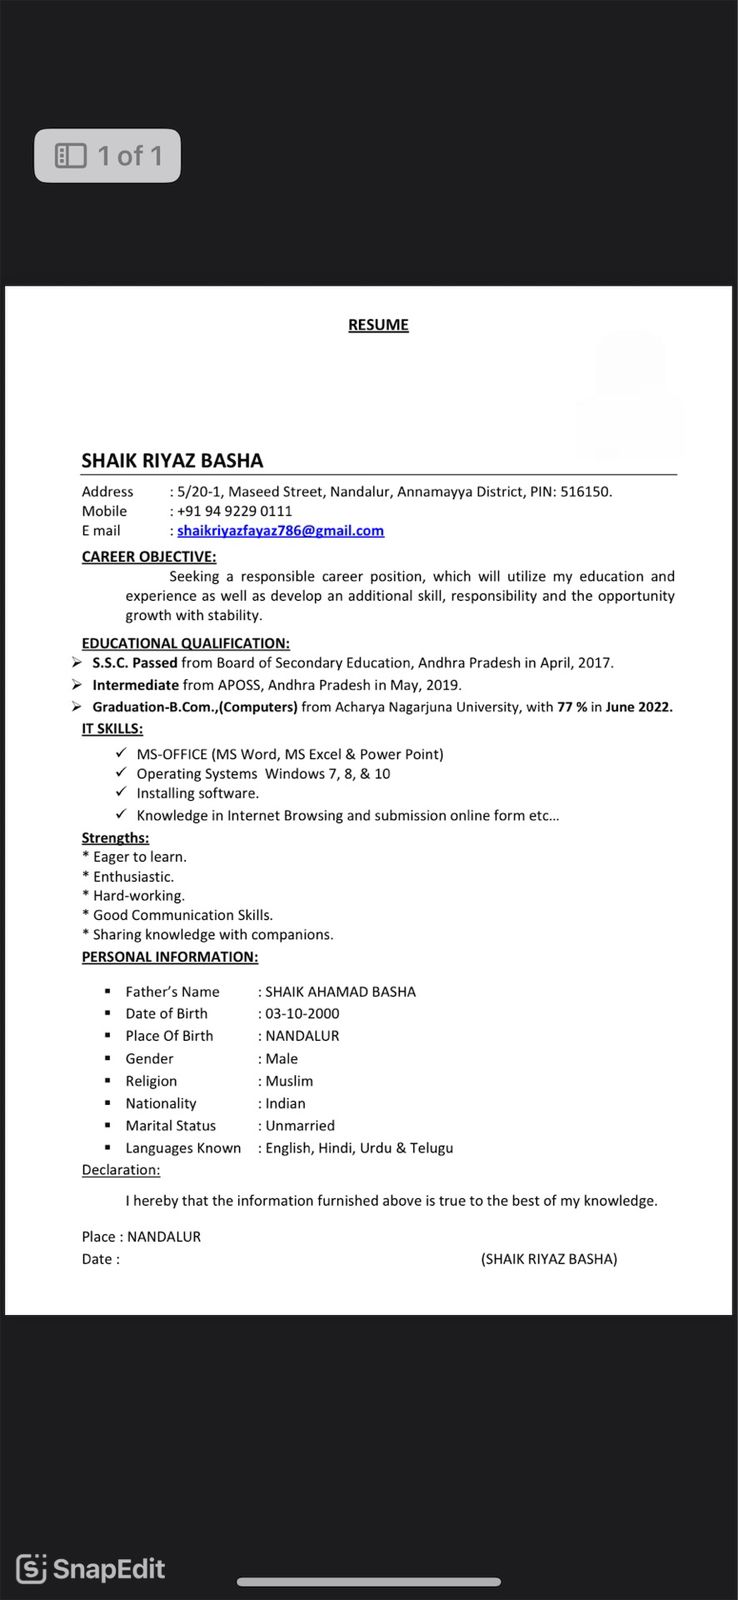 1 of 1
RESUME
SHAIK RIYAZ BASHA
Address : 5/20-1, Maseed Street, Nandalur, Annamayya District, PIN: 516150.
Mobile : +91 94 9229 0111
E mail : shaikriyazfayaz786@gmail.com
CAREER OBJECTIVE:
Seeking a responsible career position, which will utilize my education and
experience as well as develop an additional skill, responsibility and the opportunity
growth with stability.
EDUCATIONAL QUALIFICATION:
➢ S.S.C. Passed from Board of Secondary Education, Andhra Pradesh in April, 2017.
➢ Intermediate from APOSS, Andhra Pradesh in May, 2019.
➢ Graduation-B.Com.,(Computers) from Acharya Nagarjuna University, with 77 % in June 2022.
IT SKILLS:
✓ MS-OFFICE (MS Word, MS Excel & Power Point)
✓ Operating Systems Windows 7, 8, & 10
✓ Installing software.
✓ Knowledge in Internet Browsing and submission online form etc...
Strengths:
* Eager to learn.
* Enthusiastic.
* Hard-working.
* Good Communication Skills.
* Sharing knowledge with companions.
PERSONAL INFORMATION:
▪ Father's Name : SHAIK AHAMAD BASHA
▪ Date of Birth : 03-10-2000
▪ Place Of Birth : NANDALUR
▪ Gender : Male
▪ Religion : Muslim
▪ Nationality : Indian
▪ Marital Status : Unmarried
▪ Languages Known : English, Hindi, Urdu & Telugu
Declaration:
I hereby that the information furnished above is true to the best of my knowledge.
Place : NANDALUR
Date : (SHAIK RIYAZ BASHA)
SnapEdit